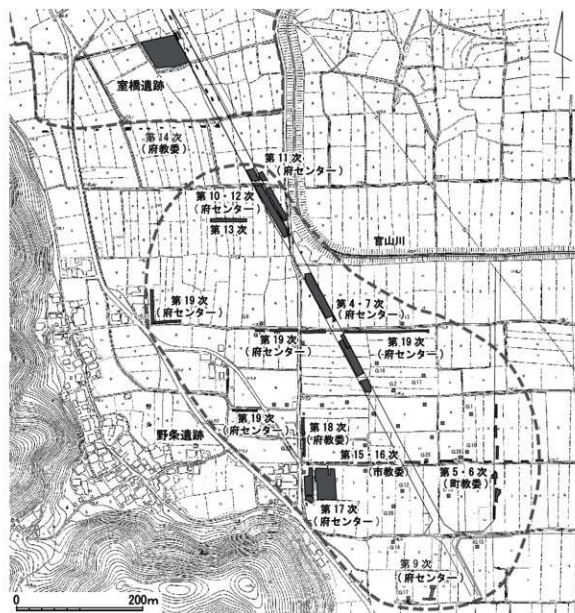 室橋遺跡
第14次
(府教委)
第11次
(府センター)
第10・12次
(府センター)
第13次
官山川
第4・7次
(府センター)
第19次
(府センター)
第19次
(府センター)
第19次
(府センター)
第19次
(府センター)
第18次
(府教委)
野条遺跡
第15・16次
(市教委)
第5・6次
(町教委)
第17次
(府センター)
第9次
(府センター)
0 200m